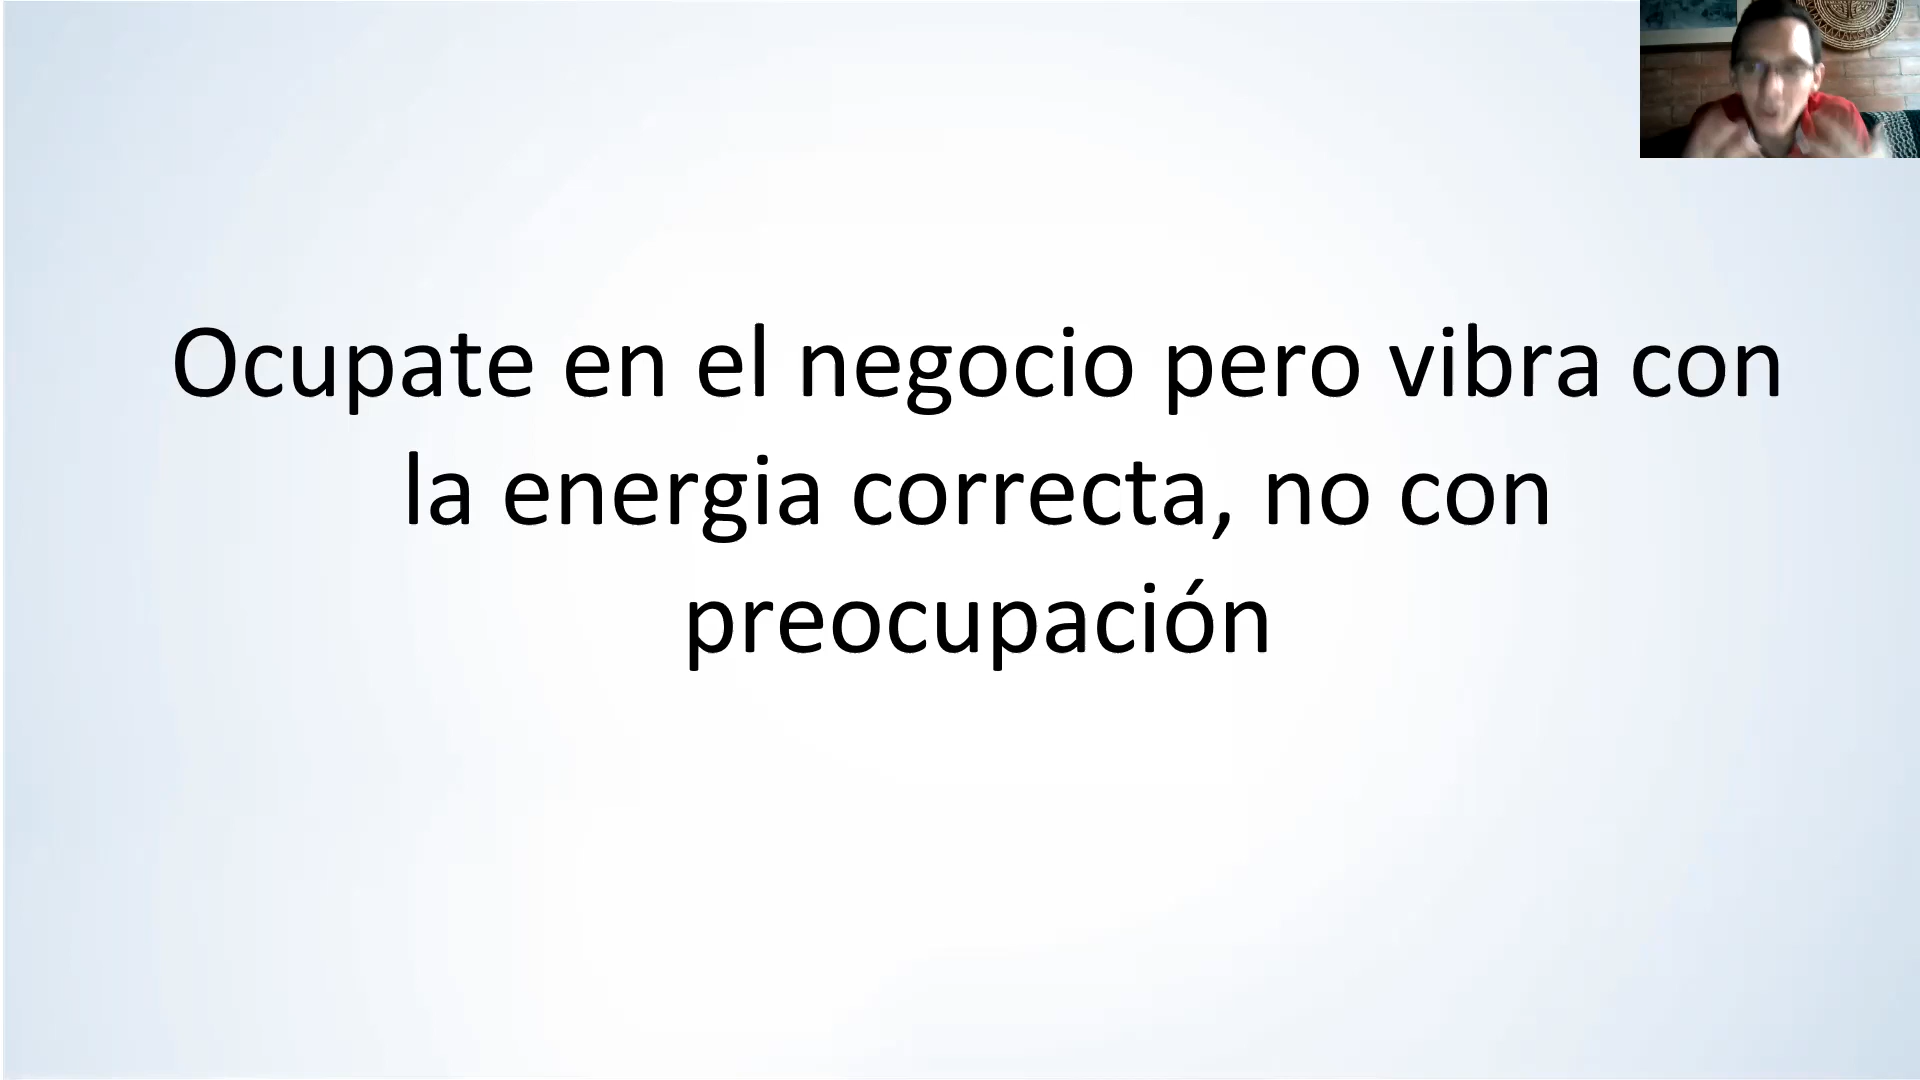 Ocupate en el negocio pero vibra con
la energia correcta, no con
preocupación